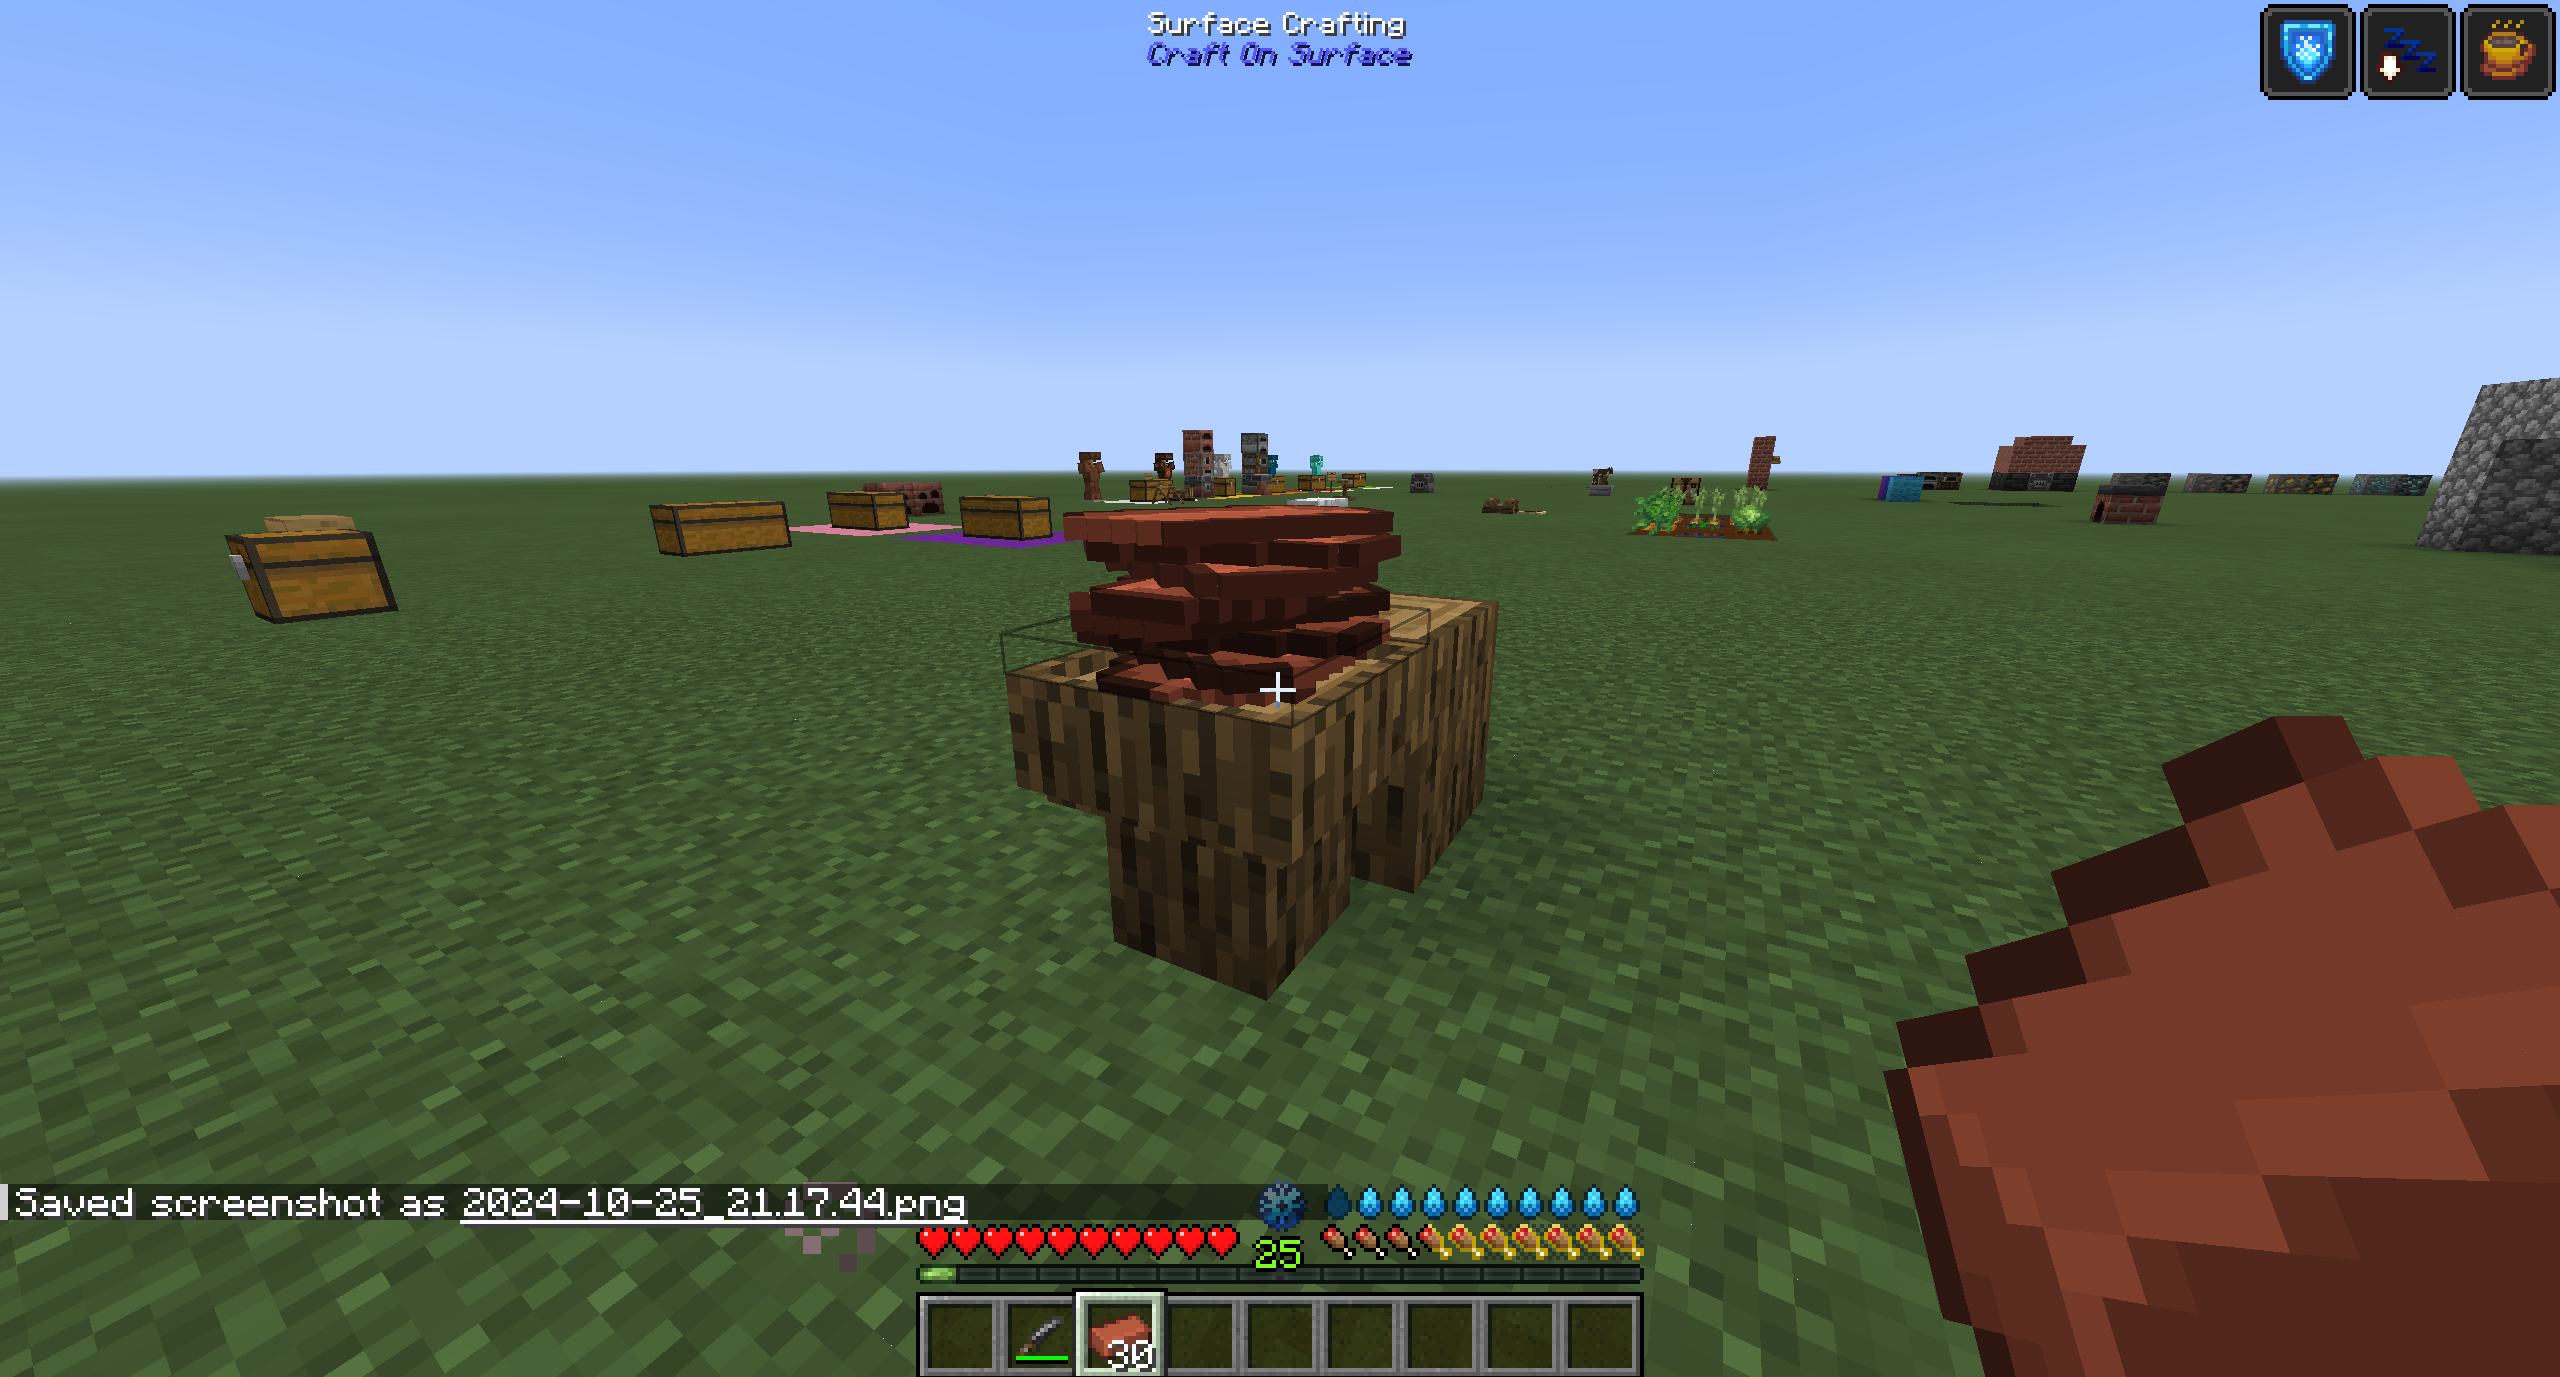 Surface Crafting
Craft On Surface
Saved screenshot as 2024-10-25_21.17.44.png
25
30